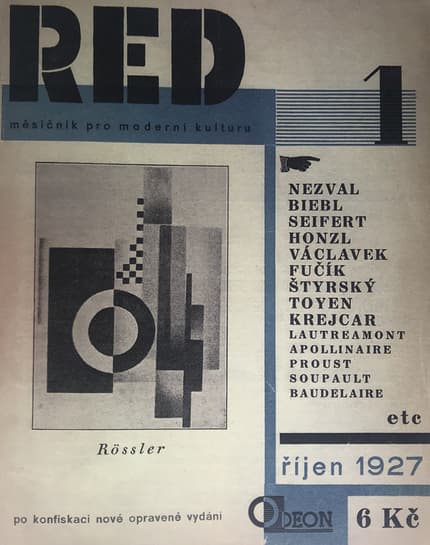 RED
měsíčník pro moderní kulturu
1
NEZVAL
BIEBL
SEIFERT
HONZL
VÁCLAVEK
FUČÍK
ŠTYRSKÝ
TOYEN
KREJCAR
LAUTREAMONT
APOLLINAIRE
PROUST
SOUPAULT
BAUDELAIRE
etc
Rössler
říjen 1927
po konfiskaci nové opravené vydání
ODEON
6 Kč